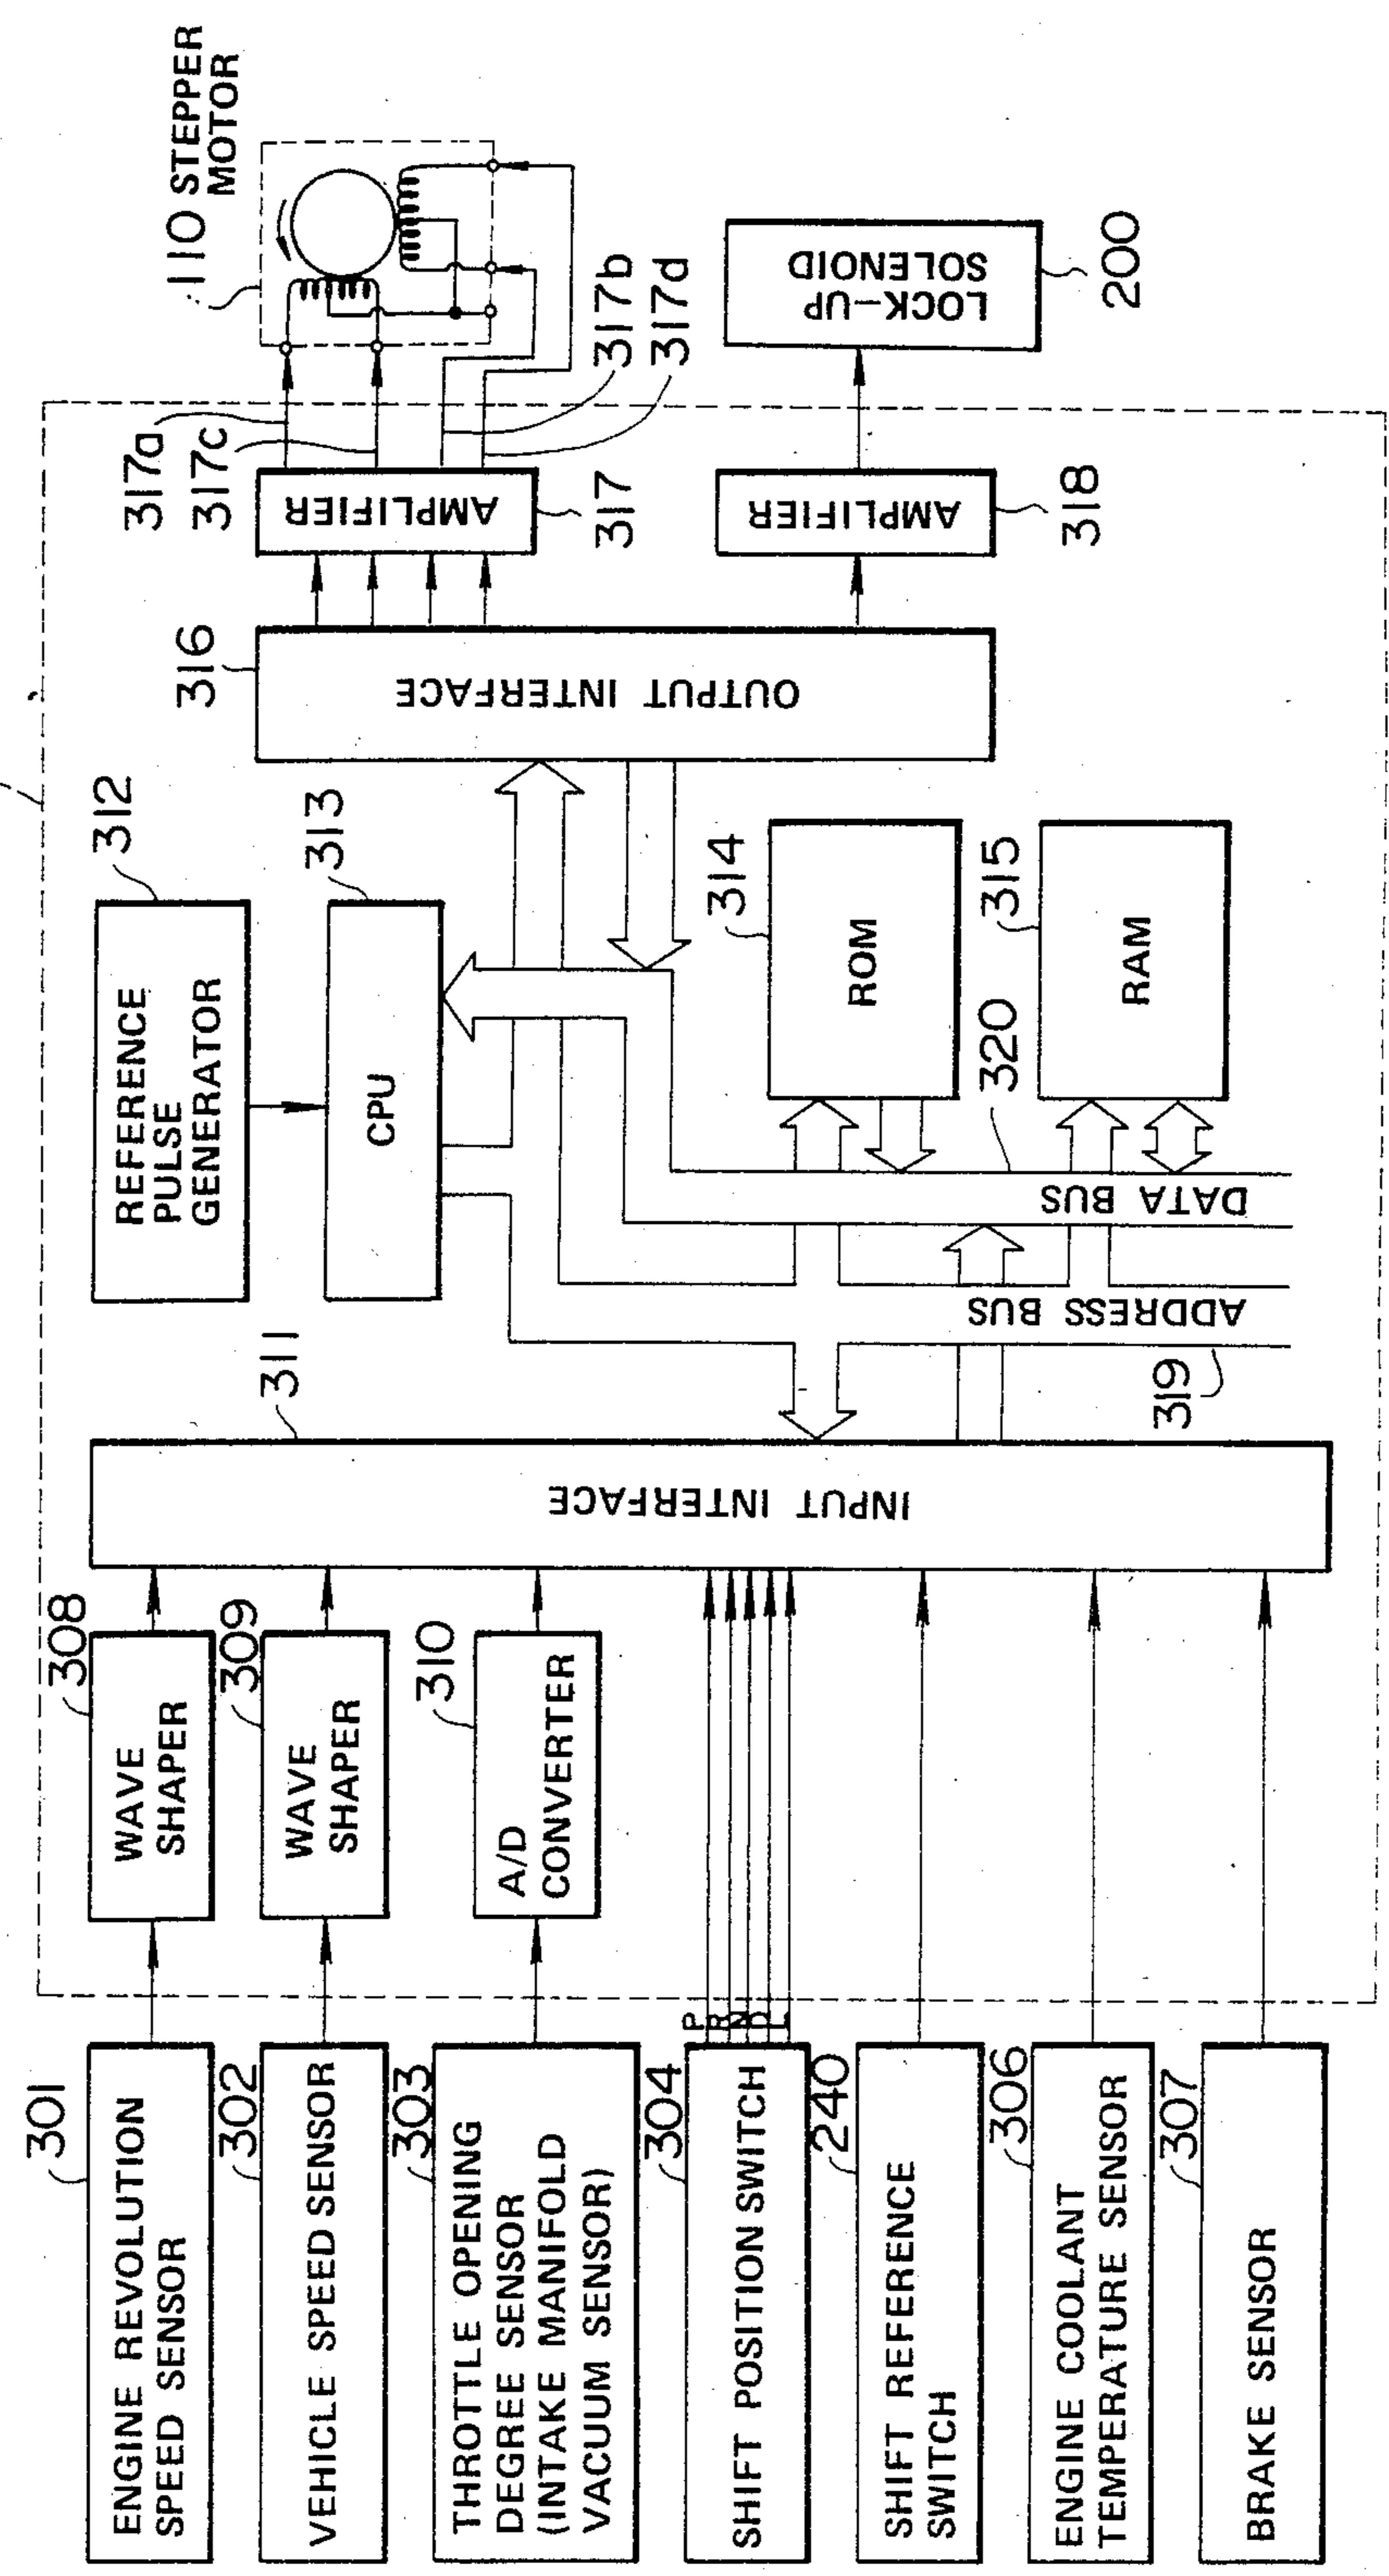 301
ENGINE REVOLUTION
SPEED SENSOR
302
VEHICLE SPEED SENSOR
303
THROTTLE OPENING
DEGREE SENSOR
(INTAKE MANIFOLD
VACUUM SENSOR)
304
SHIFT POSITION SWITCH
P
R
N
D
L
240
SHIFT REFERENCE
SWITCH
306
ENGINE COOLANT
TEMPERATURE SENSOR
307
BRAKE SENSOR
308
WAVE
SHAPER
309
WAVE
SHAPER
310
A/D
CONVERTER
311
INPUT INTERFACE
312
REFERENCE
PULSE
GENERATOR
313
CPU
314
ROM
315
RAM
320
DATA BUS
ADDRESS BUS
319
316
OUTPUT INTERFACE
317a
317c
AMPLIFIER
317
317b
317d
AMPLIFIER
318
110 STEPPER
MOTOR
LOCK-UP
SOLENOID
200